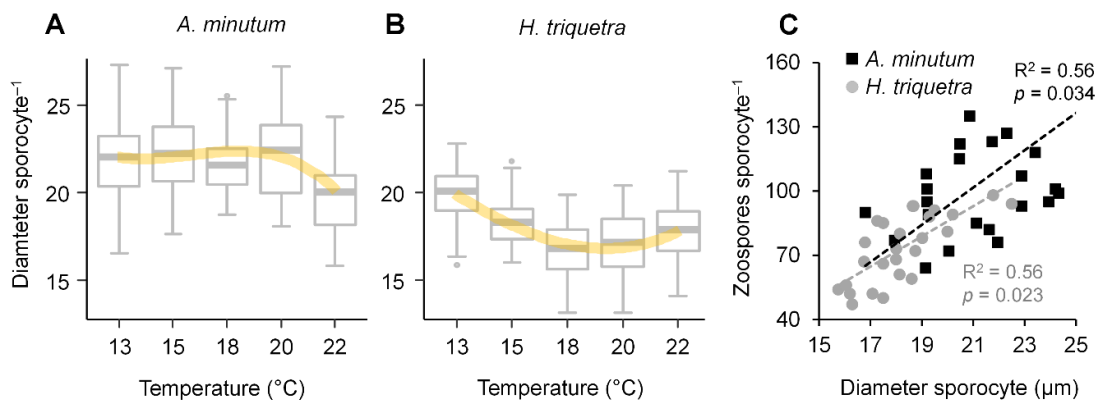 A
A. minutum
Diamteter sporocyte–1
25
20
15
13
15
18
20
22
Temperature (°C)
B
H. triquetra
25
20
15
13
15
18
20
22
Temperature (°C)
C
A. minutum
H. triquetra
R2 = 0.56
p = 0.034
R2 = 0.56
p = 0.023
Zoospores sporocyte–1
160
130
100
70
40
15
17
19
21
23
25
Diameter sporocyte (µm)